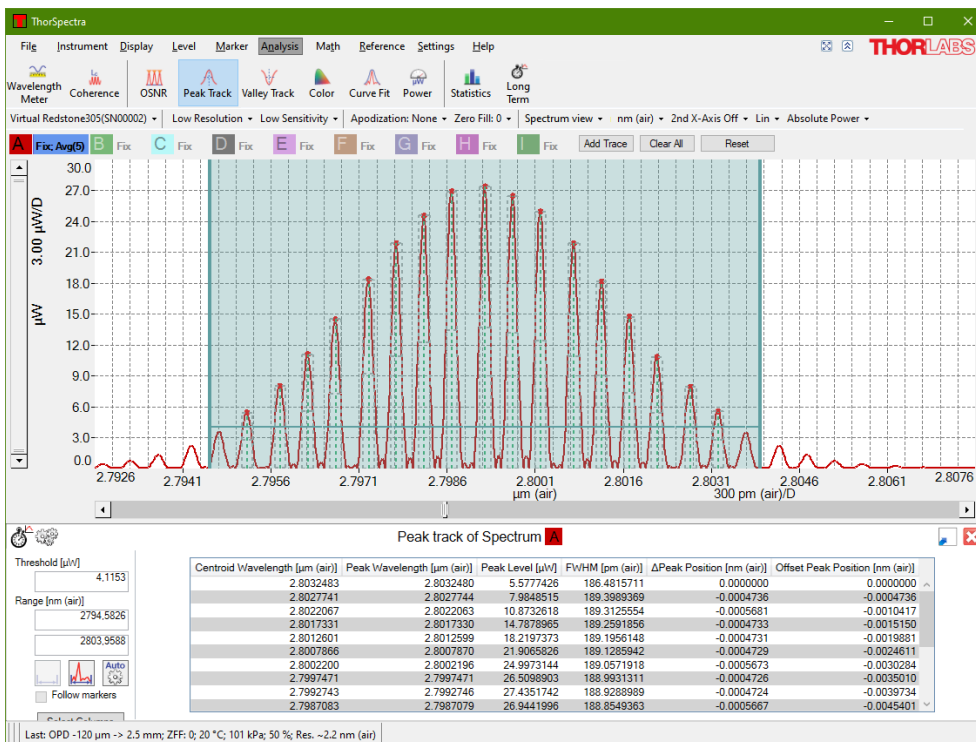 ThorSpectra
File Instrument Display Level Marker Analysis Math Reference Settings Help
THORLABS
Wavelength Meter Coherence OSNR Peak Track Valley Track Color Curve Fit Power Statistics Long Term
Virtual Redstone305(SN00002) Low Resolution Low Sensitivity Apodization: None Zero Fill: 0 Spectrum view nm (air) 2nd X-Axis Off Lin Absolute Power
A Fix; Avg(5) B Fix C Fix D Fix E Fix F Fix G Fix H Fix I Fix Add Trace Clear All Reset
30.0
27.0
24.0
21.0
18.0
15.0
12.0
9.0
6.0
3.0
0.0
3.00 µW/D
µW
2.7926 2.7941 2.7956 2.7971 2.7986 2.8001 2.8016 2.8031 2.8046 2.8061 2.8076
µm (air) 300 pm (air)/D
Peak track of Spectrum A
Threshold [µW]
4,1153
Range [nm (air)]
2794,5826
2803,9588
Auto
Follow markers
Select Columns
Centroid Wavelength [µm (air)] Peak Wavelength [µm (air)] Peak Level [µW] FWHM [pm (air)] ΔPeak Position [nm (air)] Offset Peak Position [nm (air)]
2.8032483 2.8032480 5.5777426 186.4815711 0.0000000 0.0000000
2.8027741 2.8027744 7.9848515 189.3989369 -0.0004736 -0.0004736
2.8022067 2.8022063 10.8732618 189.3125554 -0.0005681 -0.0010417
2.8017331 2.8017330 14.7878965 189.2591856 -0.0004733 -0.0015150
2.8012601 2.8012599 18.2197373 189.1956148 -0.0004731 -0.0019881
2.8007866 2.8007870 21.9065826 189.1285942 -0.0004729 -0.0024611
2.8002200 2.8002196 24.9973144 189.0571918 -0.0005673 -0.0030284
2.7997471 2.7997471 26.5098903 188.9931311 -0.0004726 -0.0035010
2.7992743 2.7992746 27.4351742 188.9288989 -0.0004724 -0.0039734
2.7987083 2.7987079 26.9441996 188.8549363 -0.0005667 -0.0045401
Last: OPD -120 µm -> 2.5 mm; ZFF: 0; 20 °C; 101 kPa; 50 %; Res. ~2.2 nm (air)